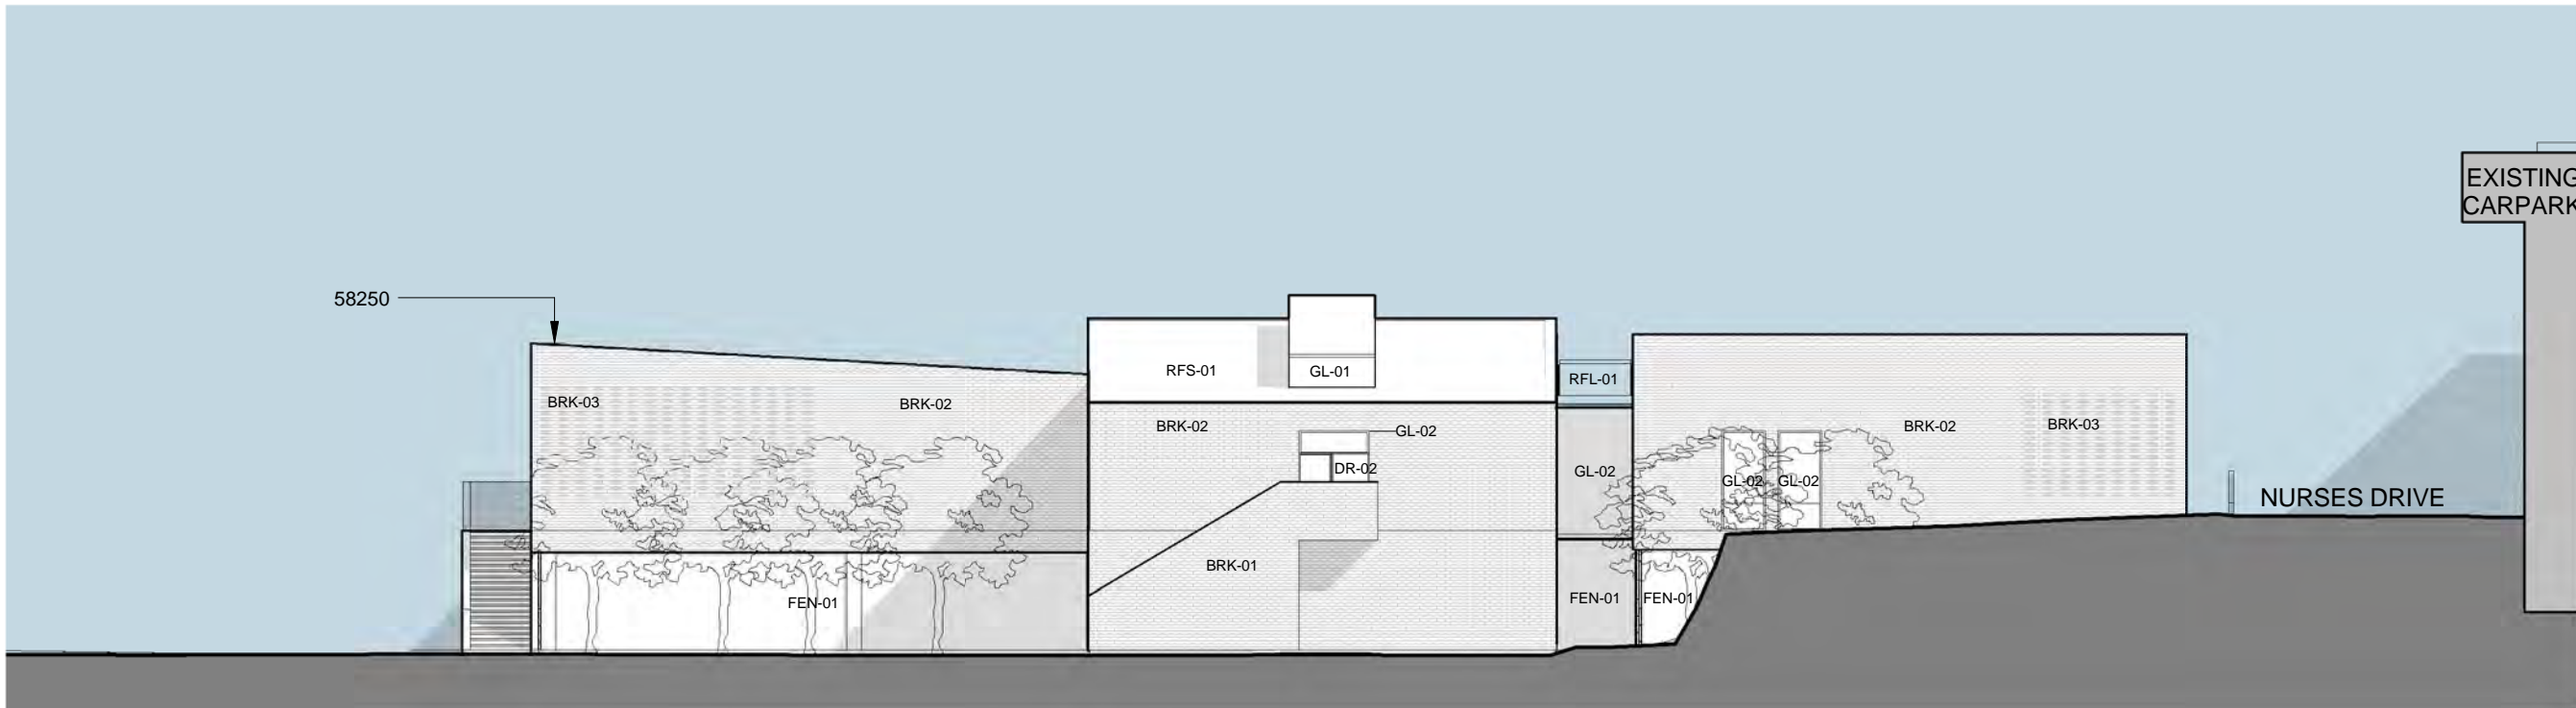 EXISTING
CARPARK
58250
RFS-01
GL-01
RFL-01
BRK-03
BRK-02
BRK-02
GL-02
BRK-02
BRK-03
DR-02
GL-02
GL-02
GL-02
NURSES DRIVE
BRK-01
FEN-01
FEN-01
FEN-01